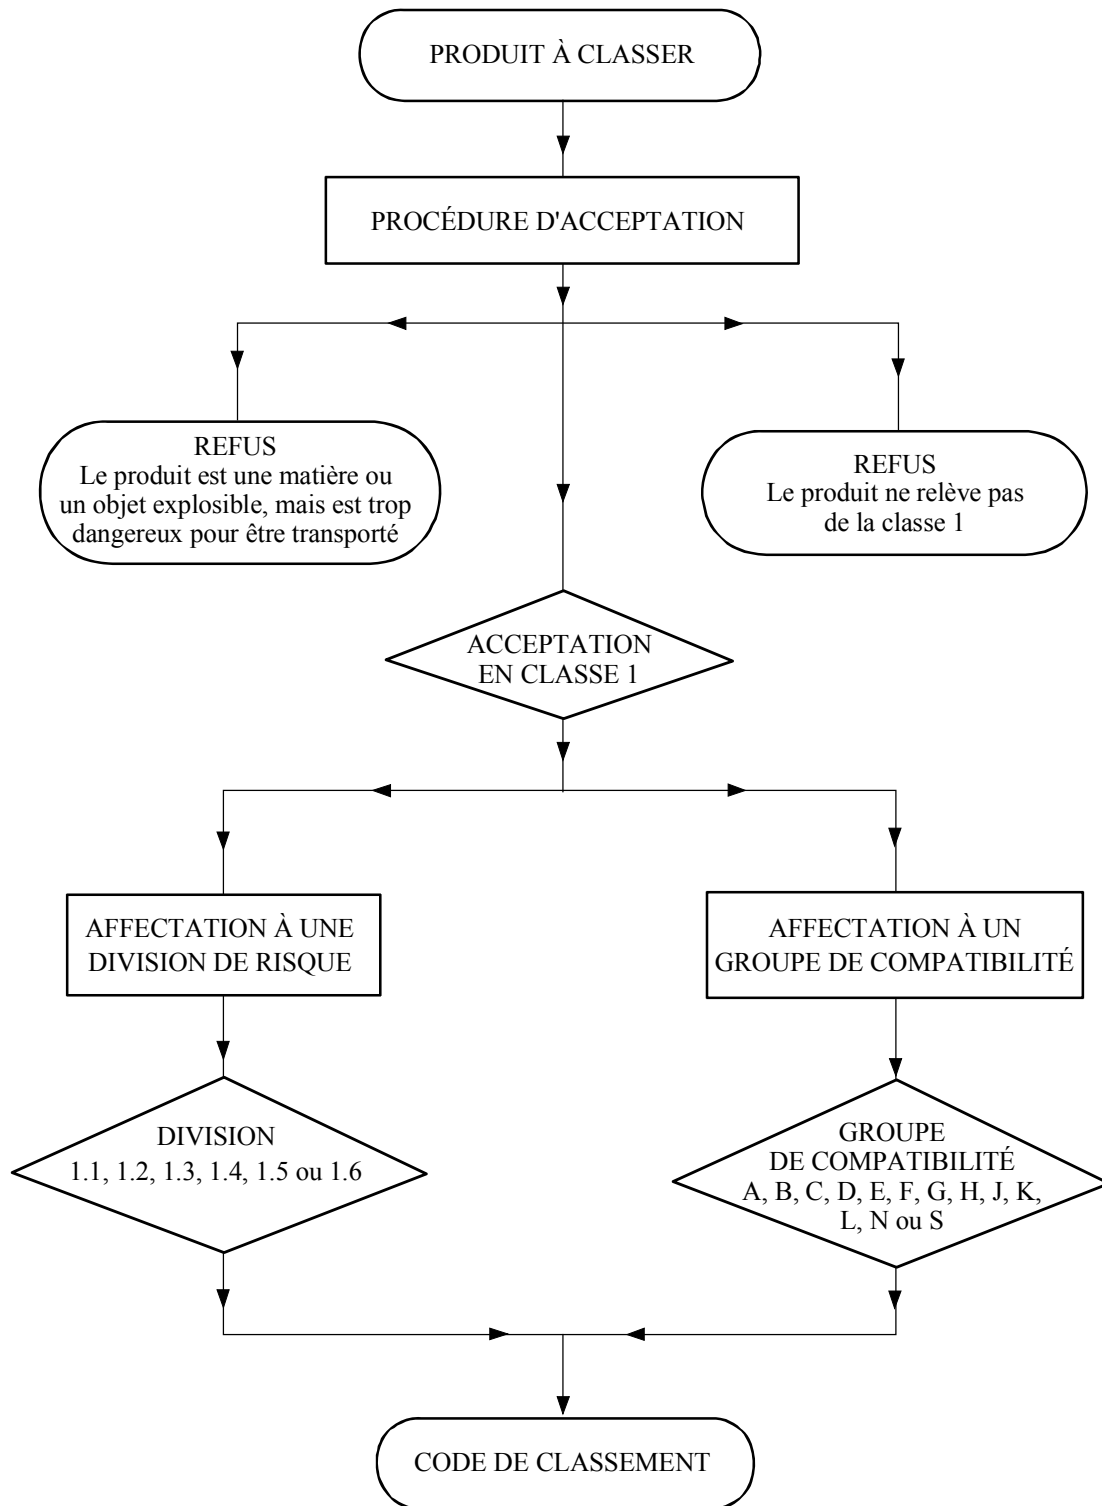 PRODUIT À CLASSER
PROCÉDURE D'ACCEPTATION
REFUS
Le produit est une matière ou
un objet explosible, mais est trop
dangereux pour être transporté
REFUS
Le produit ne relève pas
de la classe 1
ACCEPTATION
EN CLASSE 1
AFFECTATION À UNE
DIVISION DE RISQUE
AFFECTATION À UN
GROUPE DE COMPATIBILITÉ
DIVISION
1.1, 1.2, 1.3, 1.4, 1.5 ou 1.6
GROUPE
DE COMPATIBILITÉ
A, B, C, D, E, F, G, H, J, K,
L, N ou S
CODE DE CLASSEMENT